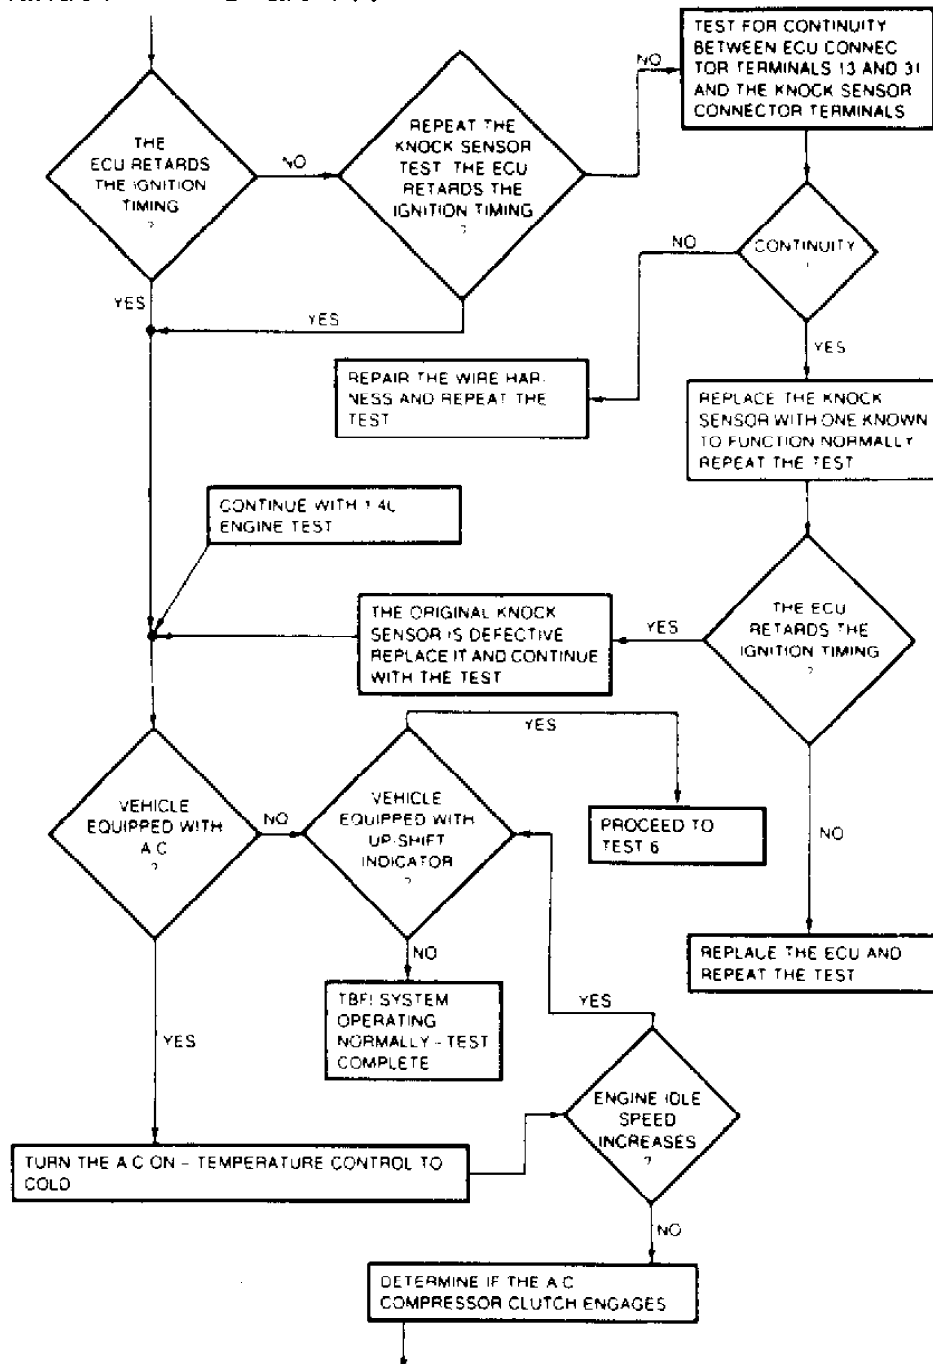 THE
ECU RETARDS
THE IGNITION
TIMING
?
NO
REPEAT THE
KNOCK SENSOR
TEST THE ECU
RETARDS THE
IGNITION TIMING
?
NO
TEST FOR CONTINUITY
BETWEEN ECU CONNEC
TOR TERMINALS 13 AND 31
AND THE KNOCK SENSOR
CONNECTOR TERMINALS
YES
YES
NO
CONTINUITY
?
YES
REPAIR THE WIRE HAR-
NESS AND REPEAT THE
TEST
REPLACE THE KNOCK
SENSOR WITH ONE KNOWN
TO FUNCTION NORMALLY
REPEAT THE TEST
CONTINUE WITH
ENGINE TEST
THE ORIGINAL KNOCK
SENSOR IS DEFECTIVE
REPLACE IT AND CONTINUE
WITH THE TEST
YES
THE ECU
RETARDS THE
IGNITION TIMING
?
NO
VEHICLE
EQUIPPED WITH
A C
?
NO
VEHICLE
EQUIPPED WITH
UP-SHIFT
INDICATOR
?
YES
PROCEED TO
TEST 6
REPLACE THE ECU AND
REPEAT THE TEST
NO
TBFI SYSTEM
OPERATING
NORMALLY - TEST
COMPLETE
YES
YES
ENGINE IDLE
SPEED
INCREASES
?
TURN THE A C ON - TEMPERATURE CONTROL TO
COLD
NO
DETERMINE IF THE A C
COMPRESSOR CLUTCH ENGAGES